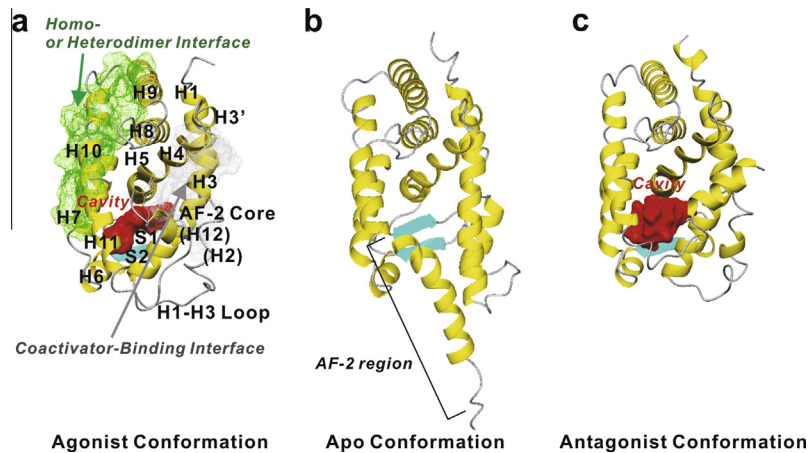 a
Homo-
or Heterodimer Interface
H9
H1
H3'
H8
H10
H5
H4
H3
Cavity
H7
AF-2 Core
S1
(H12)
H11
S2
(H2)
H6
H1-H3 Loop
Coactivator-Binding Interface
Agonist Conformation
b
AF-2 region
Apo Conformation
c
Cavity
Antagonist Conformation